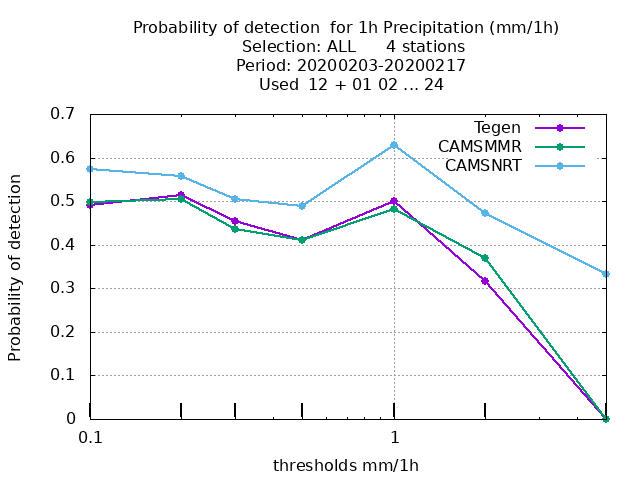 Probability of detection  for 1h Precipitation (mm/1h)
Selection: ALL      4 stations
Period: 20200203-20200217
Used  12 + 01 02 ... 24
Tegen
CAMSMMR
CAMSNRT
0.7
0.6
0.5
0.4
0.3
0.2
0.1
0
Probability of detection
0.1
1
thresholds mm/1h